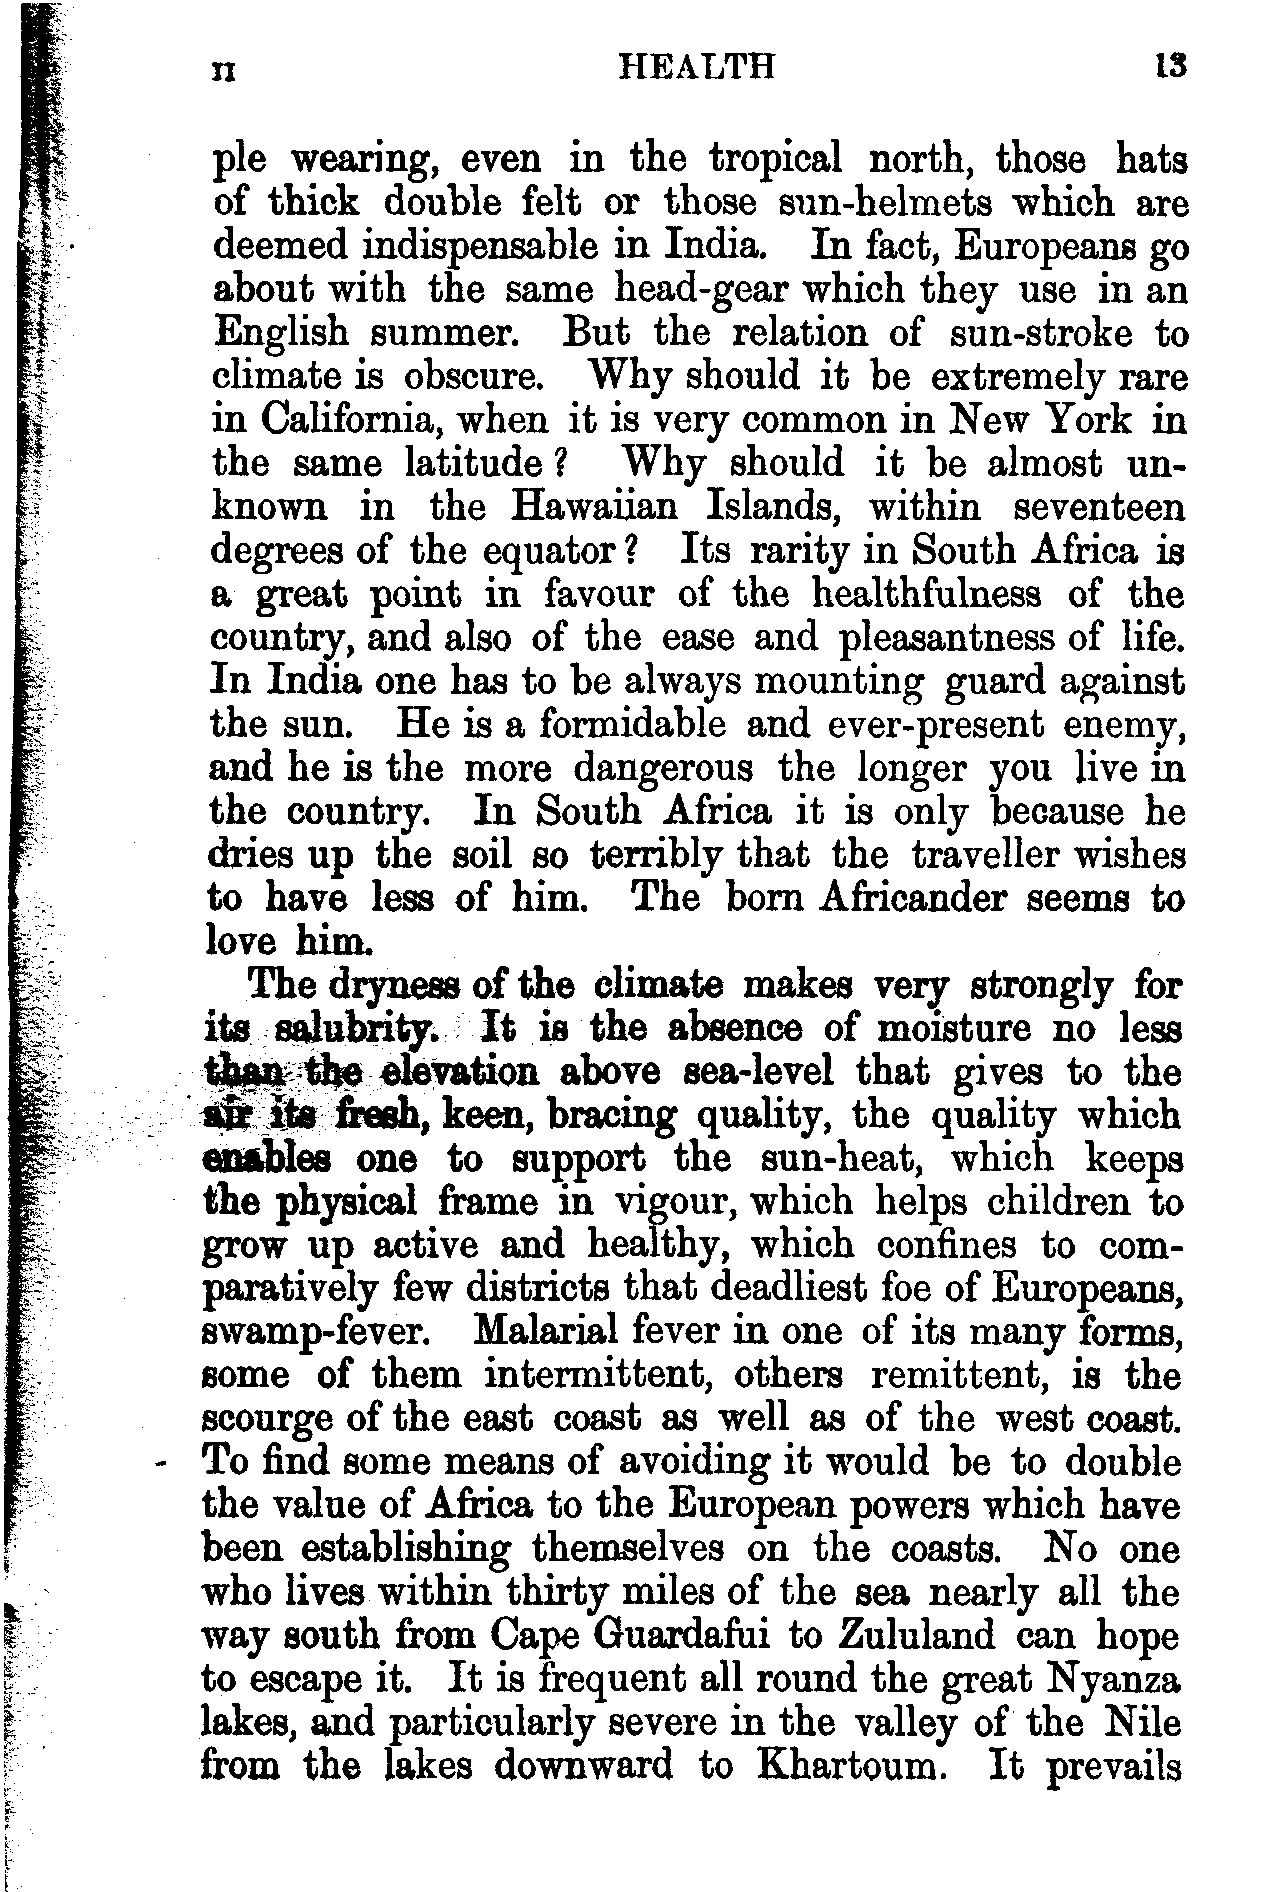 II HEALTH 13
ple wearing, even in the tropical north, those hats
of thick double felt or those sun-helmets which are
deemed indispensable in India. In fact, Europeans go
about with the same head-gear which they use in an
English summer. But the relation of sun-stroke to
climate is obscure. Why should it be extremely rare
in California, when it is very common in New York in
the same latitude? Why should it be almost un-
known in the Hawaiian Islands, within seventeen
degrees of the equator? Its rarity in South Africa is
a great point in favour of the healthfulness of the
country, and also of the ease and pleasantness of life.
In India one has to be always mounting guard against
the sun. He is a formidable and ever-present enemy,
and he is the more dangerous the longer you live in
the country. In South Africa it is only because he
dries up the soil so terribly that the traveller wishes
to have less of him. The born Africander seems to
love him.
The dryness of the climate makes very strongly for
its salubrity. It is the absence of moisture no less
than the elevation above sea-level that gives to the
air its fresh, keen, bracing quality, the quality which
enables one to support the sun-heat, which keeps
the physical frame in vigour, which helps children to
grow up active and healthy, which confines to com-
paratively few districts that deadliest foe of Europeans,
swamp-fever. Malarial fever in one of its many forms,
some of them intermittent, others remittent, is the
scourge of the east coast as well as of the west coast.
To find some means of avoiding it would be to double
the value of Africa to the European powers which have
been establishing themselves on the coasts. No one
who lives within thirty miles of the sea nearly all the
way south from Cape Guardafui to Zululand can hope
to escape it. It is frequent all round the great Nyanza
lakes, and particularly severe in the valley of the Nile
from the lakes downward to Khartoum. It prevails